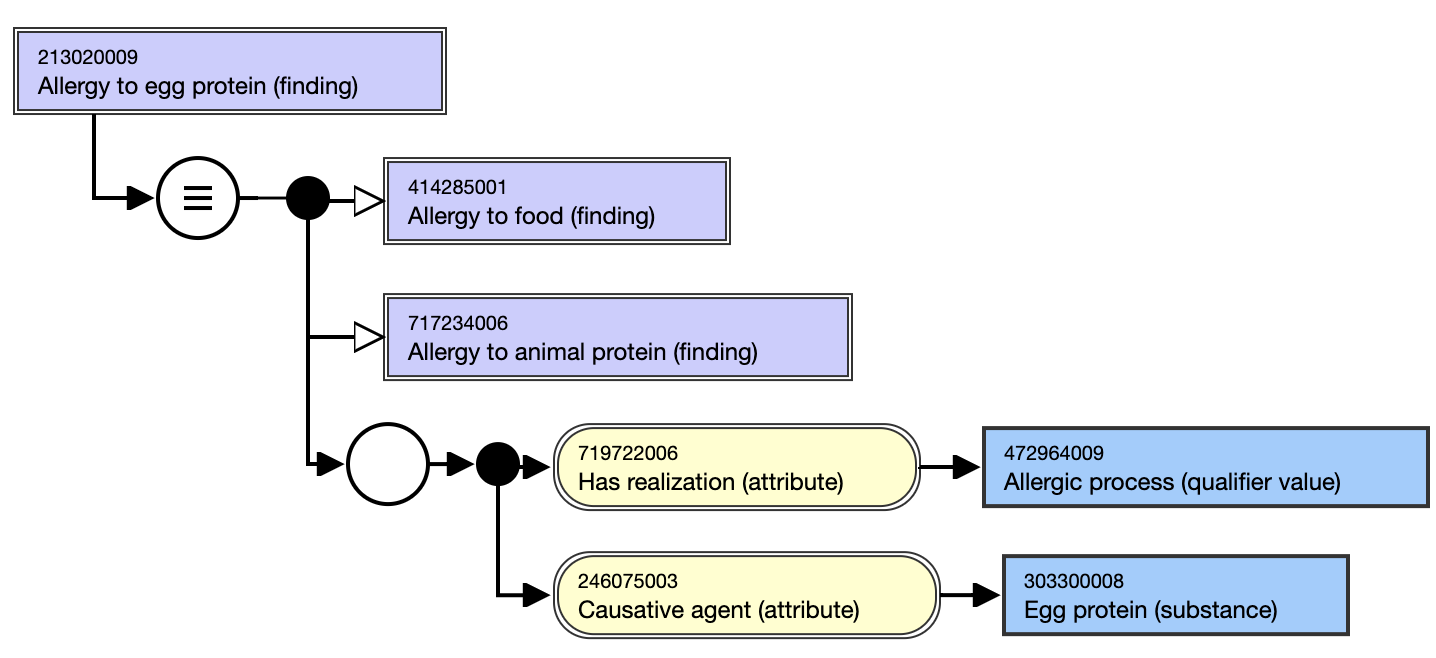 213020009
Allergy to egg protein (finding)
414285001
Allergy to food (finding)
717234006
Allergy to animal protein (finding)
719722006
Has realization (attribute)
472964009
Allergic process (qualifier value)
246075003
Causative agent (attribute)
303300008
Egg protein (substance)